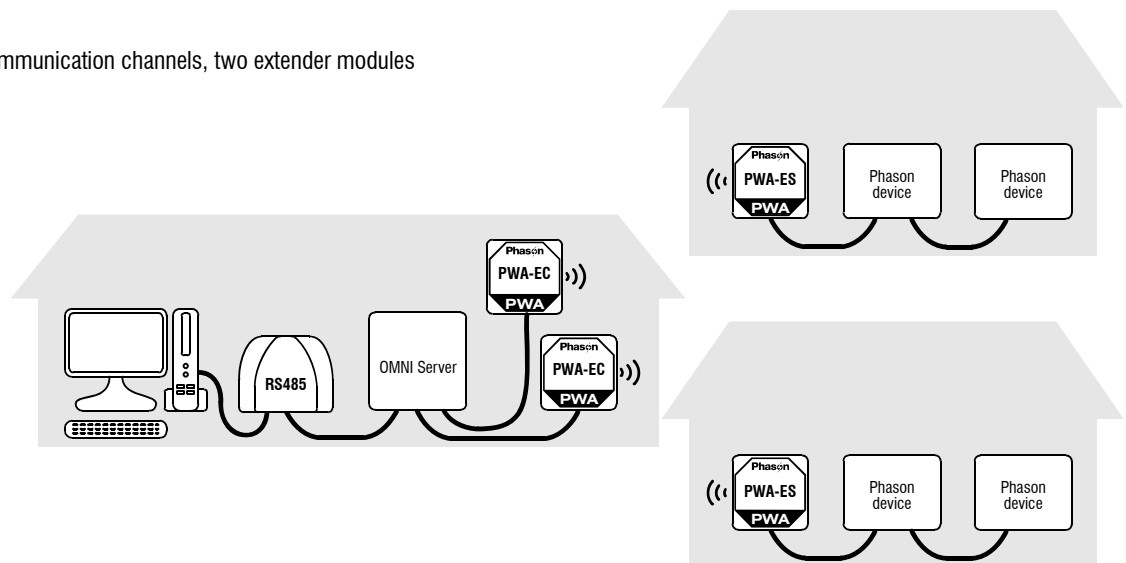 mmunication channels, two extender modules
Phason
PWA-ES
PWA
Phason
device
Phason
device
Phason
PWA-EC
PWA
Phason
PWA-EC
PWA
OMNI Server
RS485
Phason
PWA-ES
PWA
Phason
device
Phason
device